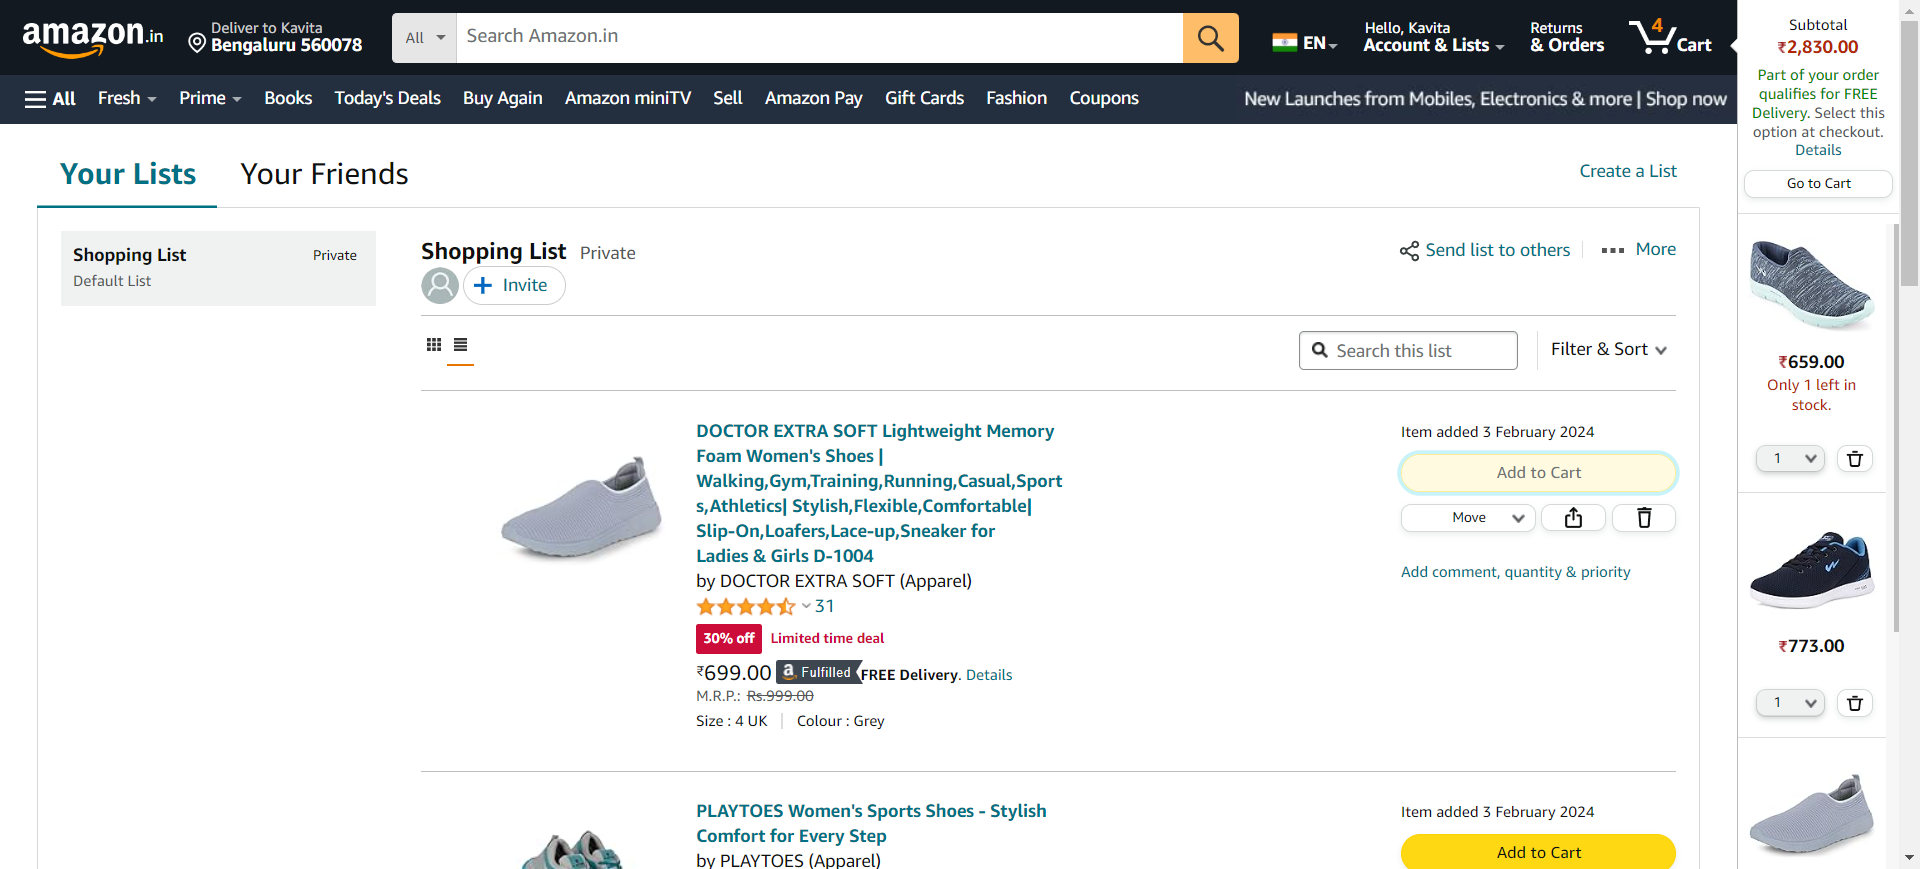 amazon.in
Deliver to Kavita
Bengaluru 560078
All
Search Amazon.in
EN
Hello, Kavita
Account & Lists
Returns
& Orders
4
Cart
All
Fresh
Prime
Books
Today's Deals
Buy Again
Amazon miniTV
Sell
Amazon Pay
Gift Cards
Fashion
Coupons
New Launches from Mobiles, Electronics & more | Shop now
Subtotal
₹2,830.00
Part of your order
qualifies for FREE
Delivery. Select this
option at checkout.
Details
Go to Cart
Your Lists
Your Friends
Create a List
Shopping List
Private
Default List
Shopping List
Private
Send list to others
More
Invite
Search this list
Filter & Sort
DOCTOR EXTRA SOFT Lightweight Memory
Foam Women's Shoes |
Walking,Gym,Training,Running,Casual,Sport
s,Athletics| Stylish,Flexible,Comfortable|
Slip-On,Loafers,Lace-up,Sneaker for
Ladies & Girls D-1004
by DOCTOR EXTRA SOFT (Apparel)
31
30% off
Limited time deal
₹699.00
a Fulfilled
FREE Delivery. Details
M.R.P.: Rs.999.00
Size : 4 UK
Colour : Grey
Item added 3 February 2024
Add to Cart
Move
Add comment, quantity & priority
PLAYTOES Women's Sports Shoes - Stylish
Comfort for Every Step
by PLAYTOES (Apparel)
Item added 3 February 2024
Add to Cart
₹659.00
Only 1 left in
stock.
1
₹773.00
1